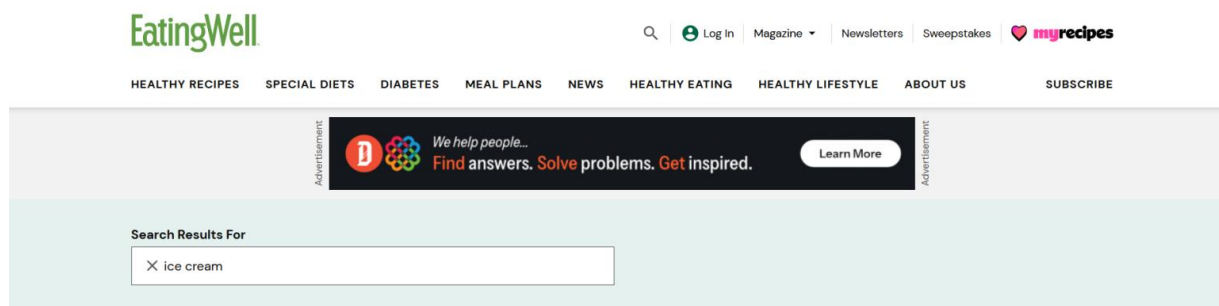 EatingWell
Log In
Magazine
Newsletters
Sweepstakes
myrecipes
HEALTHY RECIPES
SPECIAL DIETS
DIABETES
MEAL PLANS
NEWS
HEALTHY EATING
HEALTHY LIFESTYLE
ABOUT US
SUBSCRIBE
Advertisement
D
We help people...
Find answers. Solve problems. Get inspired.
Learn More
Advertisement
Search Results For
ice cream